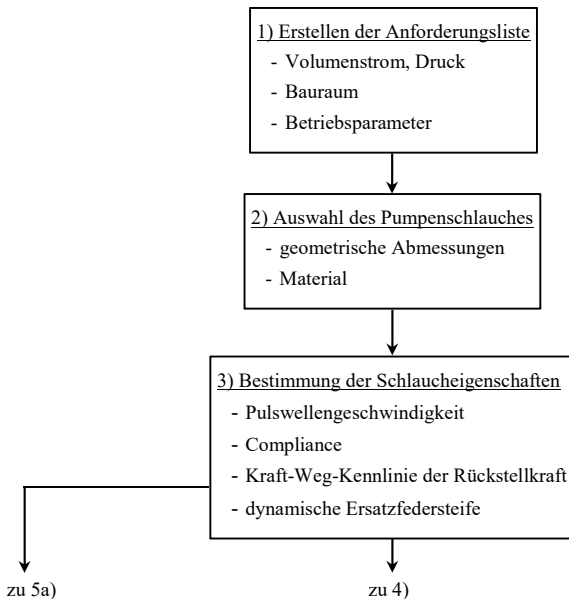 1) Erstellen der Anforderungsliste
- Volumenstrom, Druck
- Bauraum
- Betriebsparameter
2) Auswahl des Pumpenschlauches
- geometrische Abmessungen
- Material
3) Bestimmung der Schlaucheigenschaften
- Pulswellengeschwindigkeit
- Compliance
- Kraft-Weg-Kennlinie der Rückstellkraft
- dynamische Ersatzfedersteife
zu 5a)
zu 4)